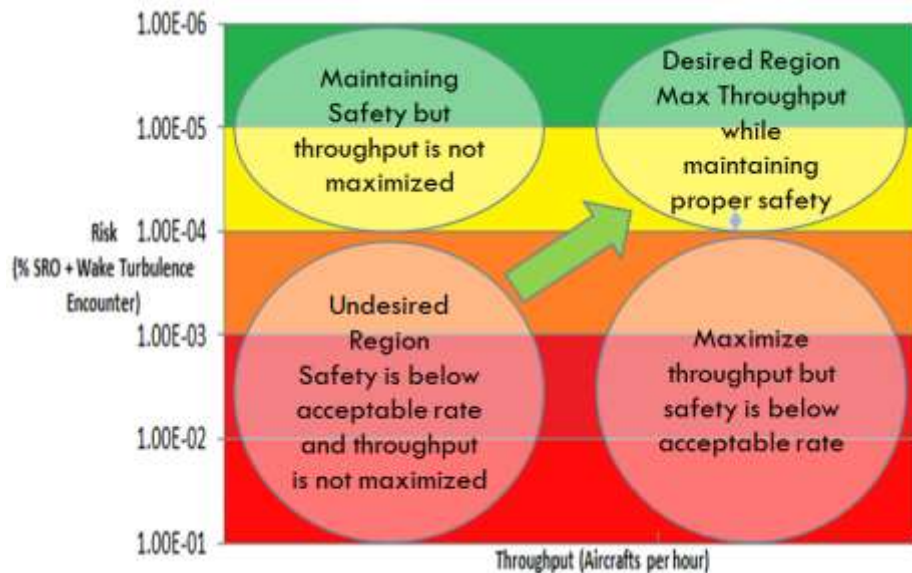 1.00E-06
1.00E-05
1.00E-04
1.00E-03
1.00E-02
1.00E-01
Risk
(% SRO + Wake Turbulence
Encounter)
Maintaining
Safety but
throughput is not
maximized
Desired Region
Max Throughput
while
maintaining
proper safety
Undesired
Region
Safety is below
acceptable rate
and throughput
is not maximized
Maximize
throughput but
safety is below
acceptable rate
Throughput (Aircrafts per hour)